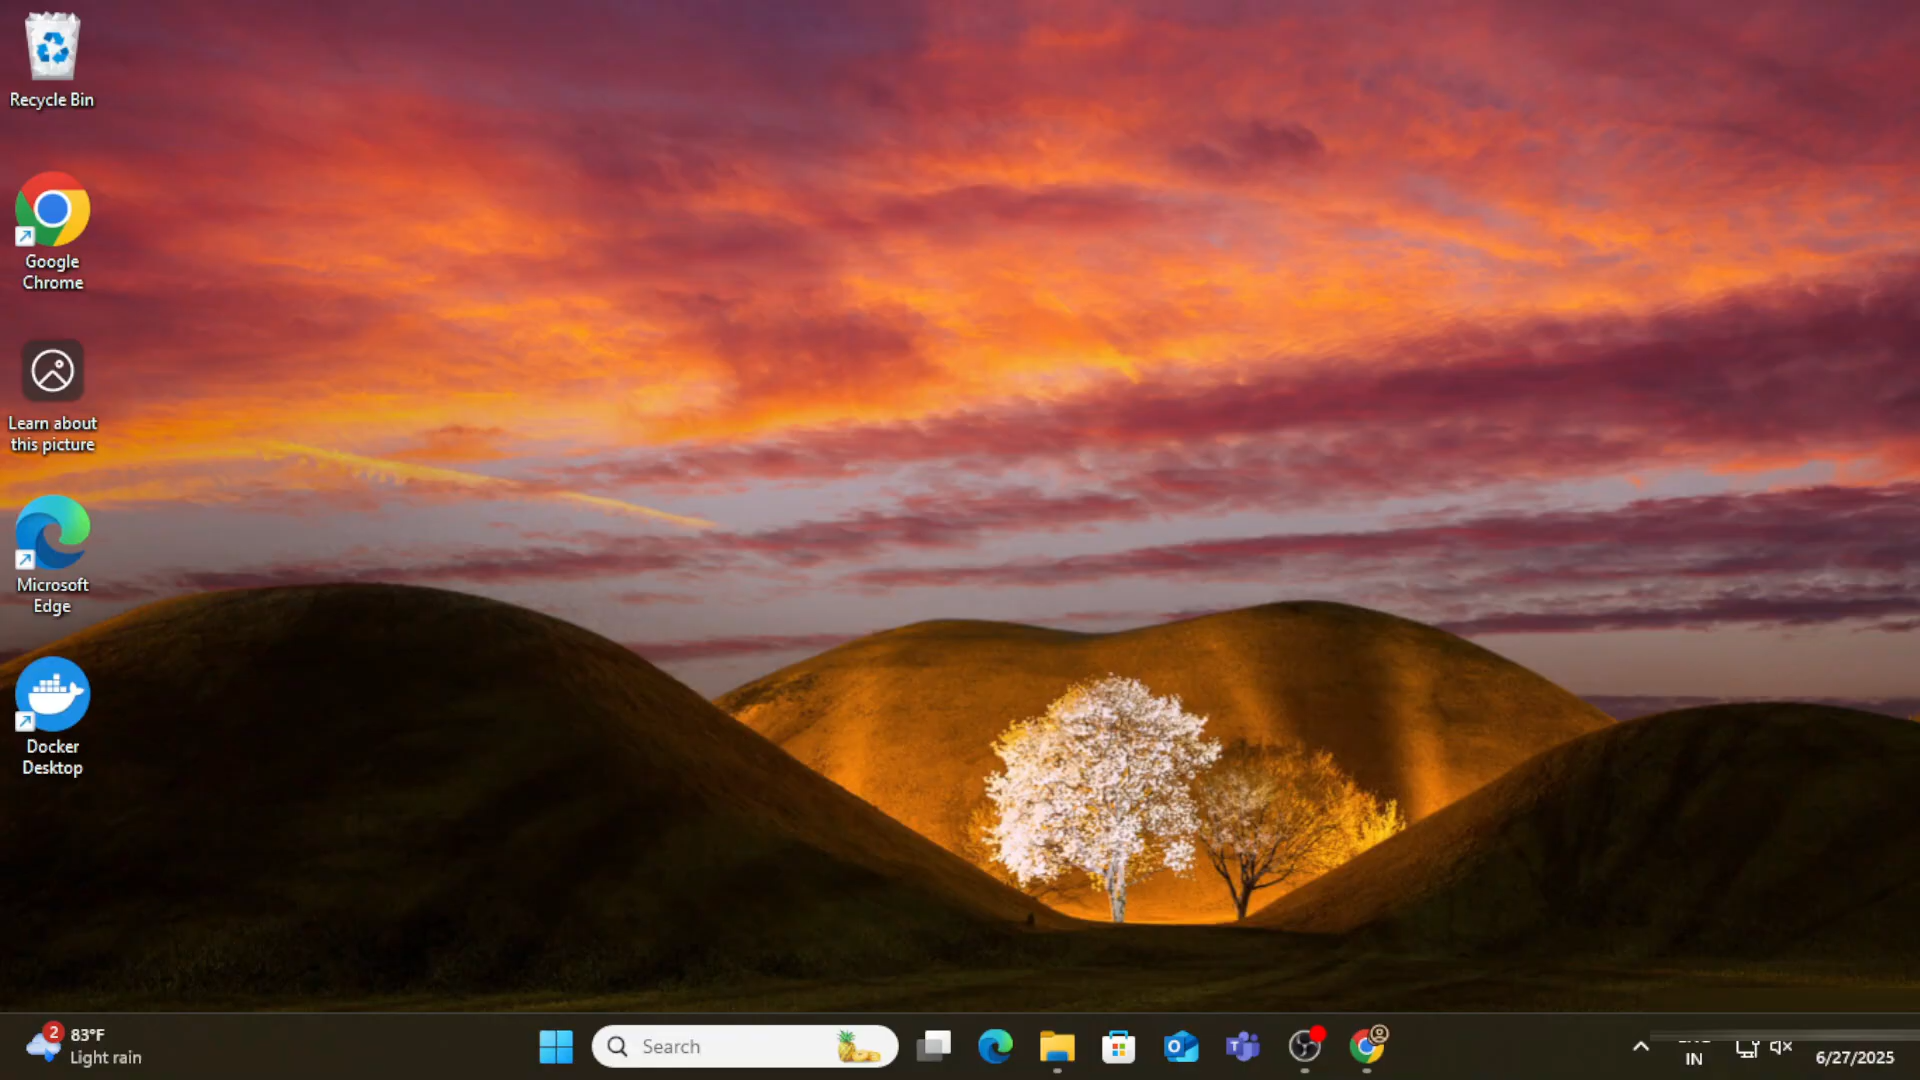 Recycle Bin
Google
Chrome
Learn about
this picture
Microsoft
Edge
Docker
Desktop
2
83°F
Light rain
Search
IN
6/27/2025